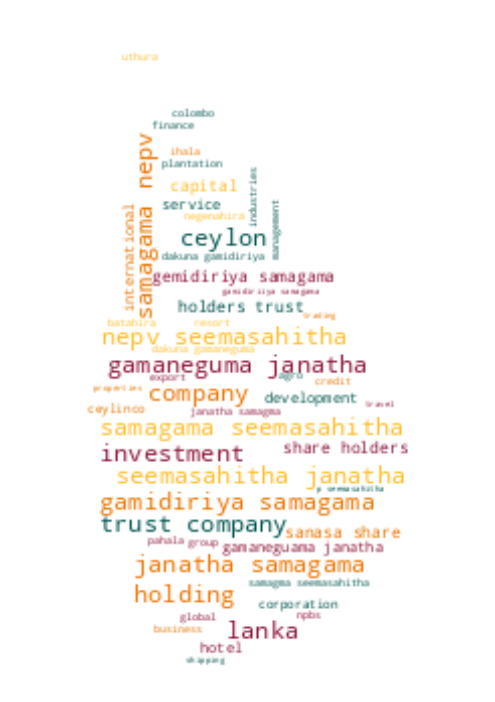 uthura
colombo
finance
nepv
ihala
plantation
capital
industries
service
international
samagama
negenahira
management
ceylon
dakuna gamidiriya
gemidiriya samagama
gamidiriiya samagama
holders trust
trading
batahira
resort
nepv seemasahitha
dakuna gamaneguma
gamaneguma janatha
export
agro
credit
properties
company
development
travel
ceylinco
janatha samagma
samagama seemasahitha
investment
share holders
seemasahitha janatha
p seemasahitha
gamidiriya samagama
trust company
sanasa share
pahala
group
gamaneguama janatha
janatha samagama
samagma seemasahitha
holding
corporation
global
npbs
business
lanka
hotel
shipping